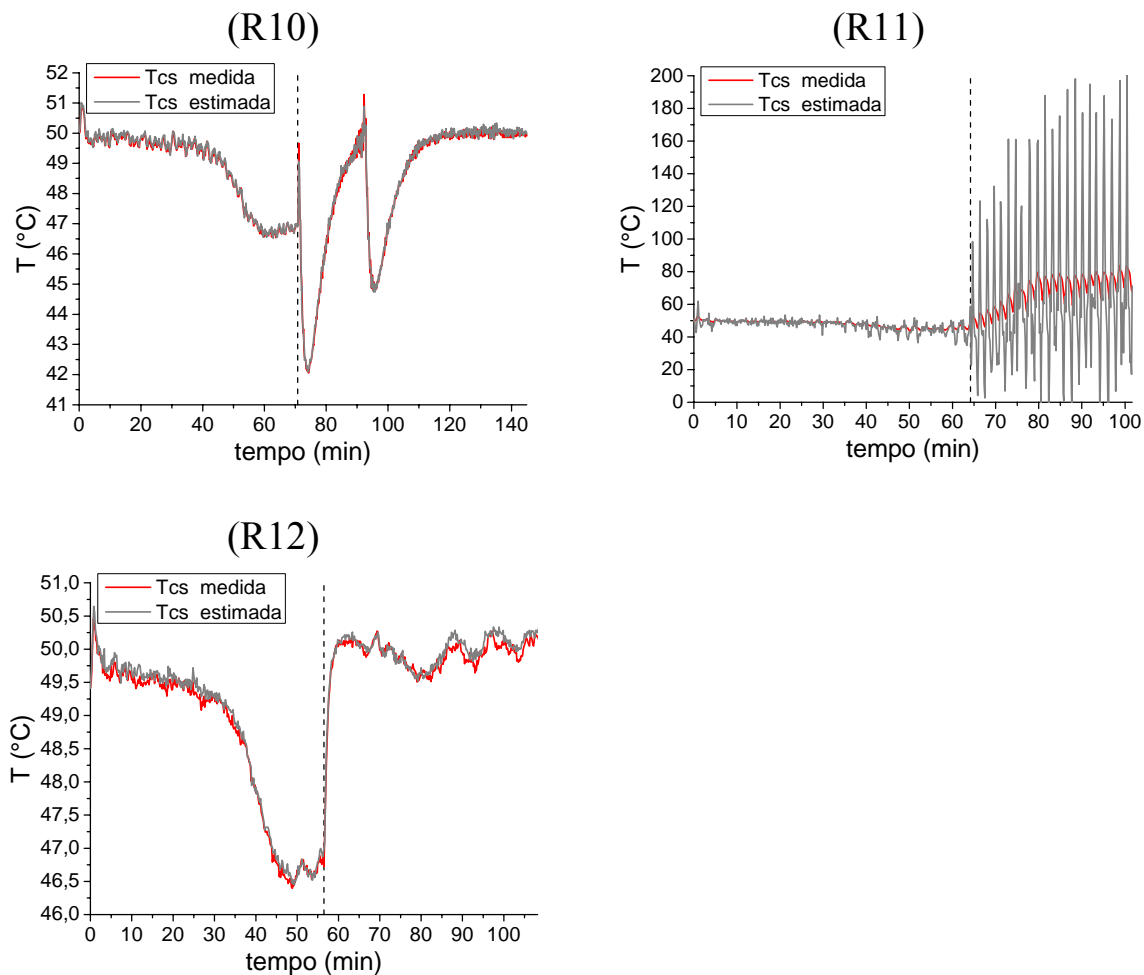 (R10)
Tcs medida
Tcs estimada
52
51
50
49
48
47
46
45
44
43
42
41
T (°C)
0 20 40 60 80 100 120 140
tempo (min)
(R11)
Tcs medida
Tcs estimada
200
180
160
140
120
100
80
60
40
20
0
T (°C)
0 10 20 30 40 50 60 70 80 90 100
tempo (min)
(R12)
Tcs medida
Tcs estimada
51,0
50,5
50,0
49,5
49,0
48,5
48,0
47,5
47,0
46,5
46,0
T (°C)
0 10 20 30 40 50 60 70 80 90 100
tempo (min)